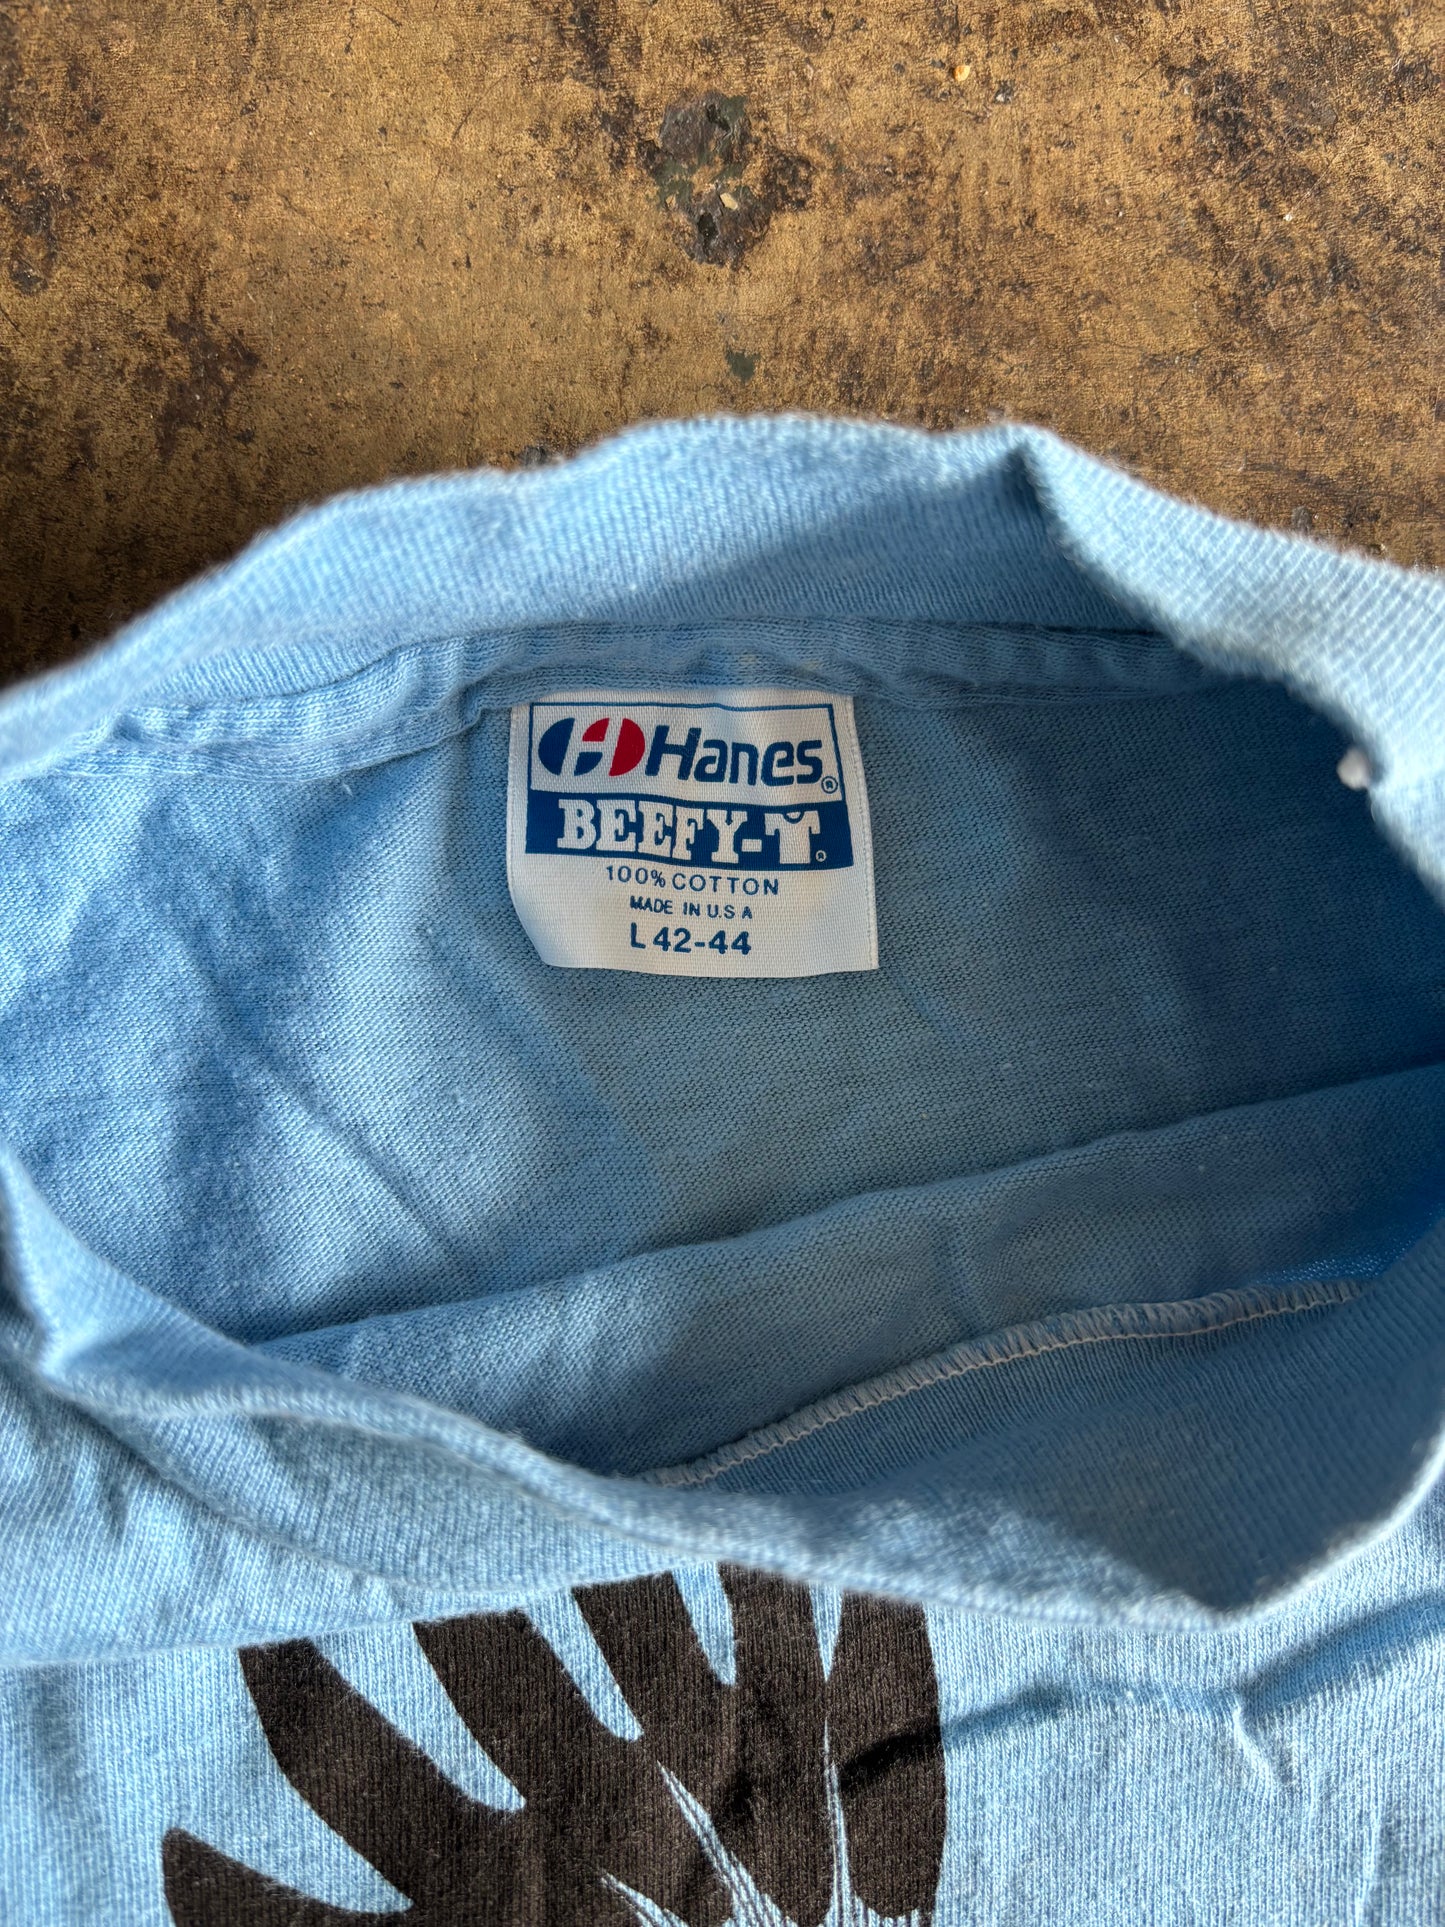 Hanes®
BEEFY-T®
100% COTTON
MADE IN U.S A
L 42-44